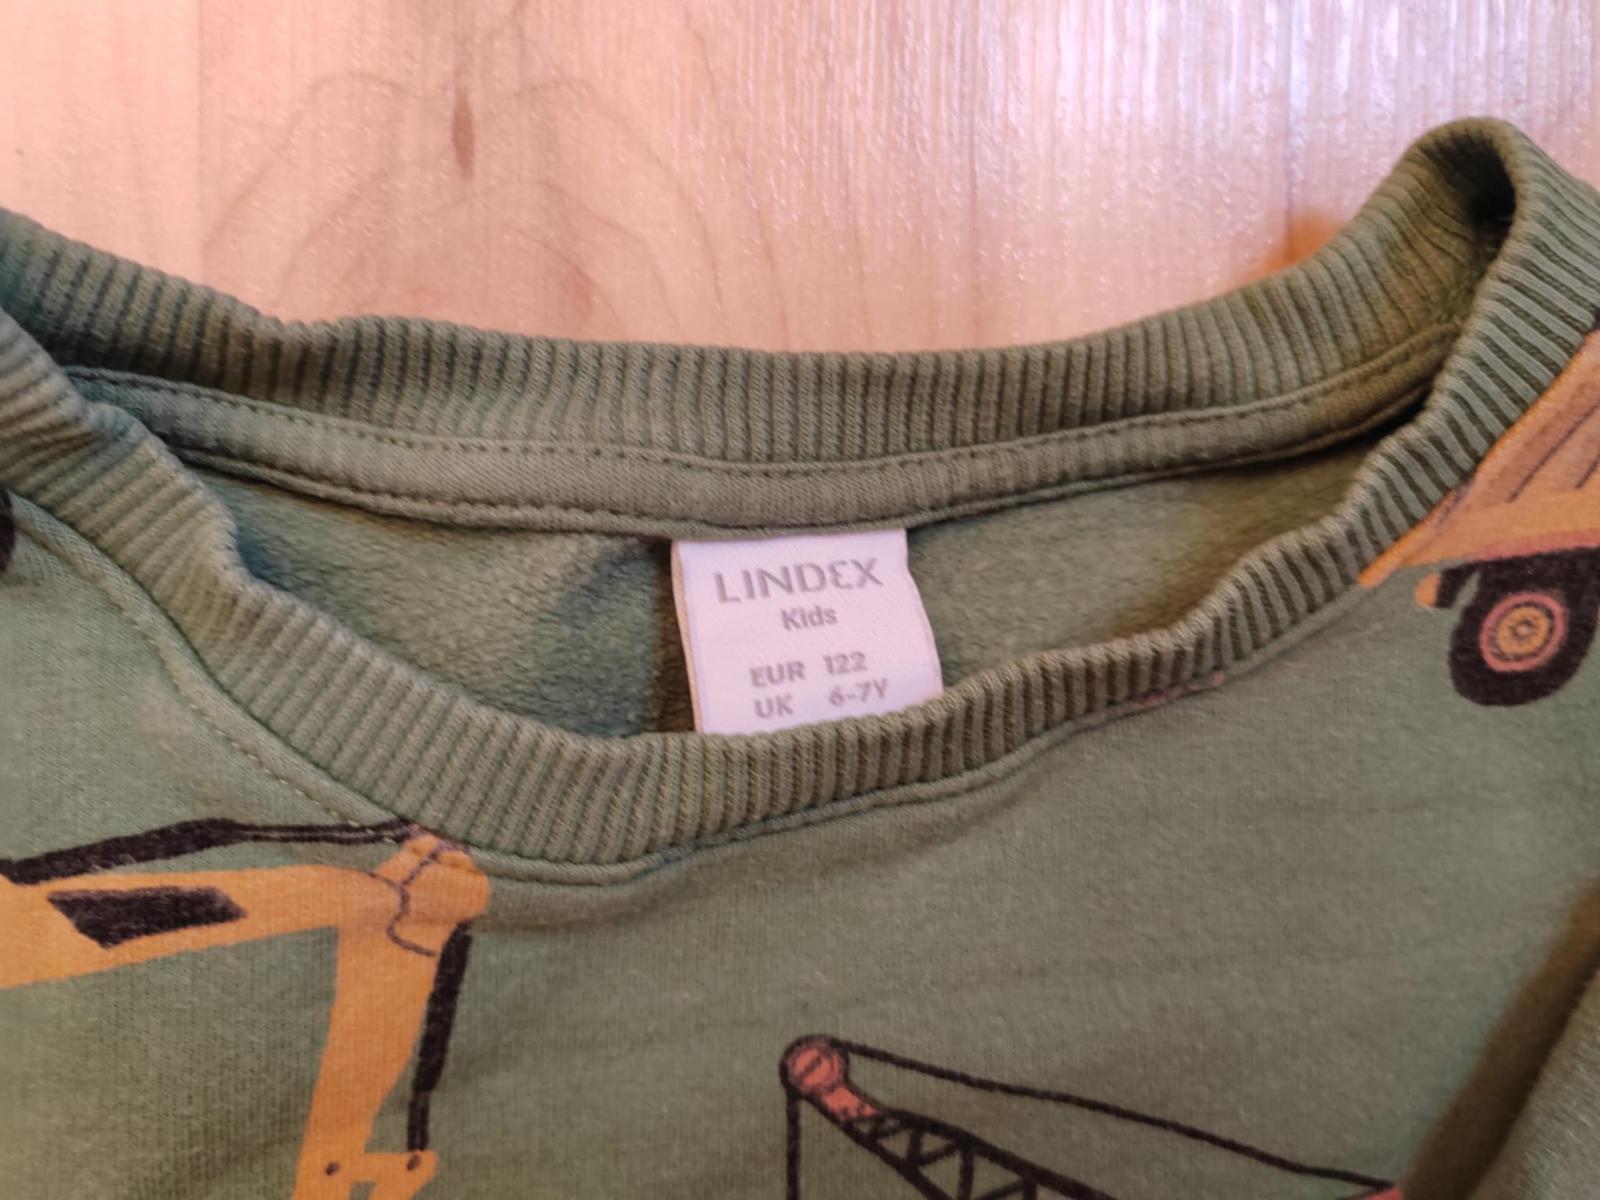 LINDEX
Kids
EUR 122
UK 6-7Y